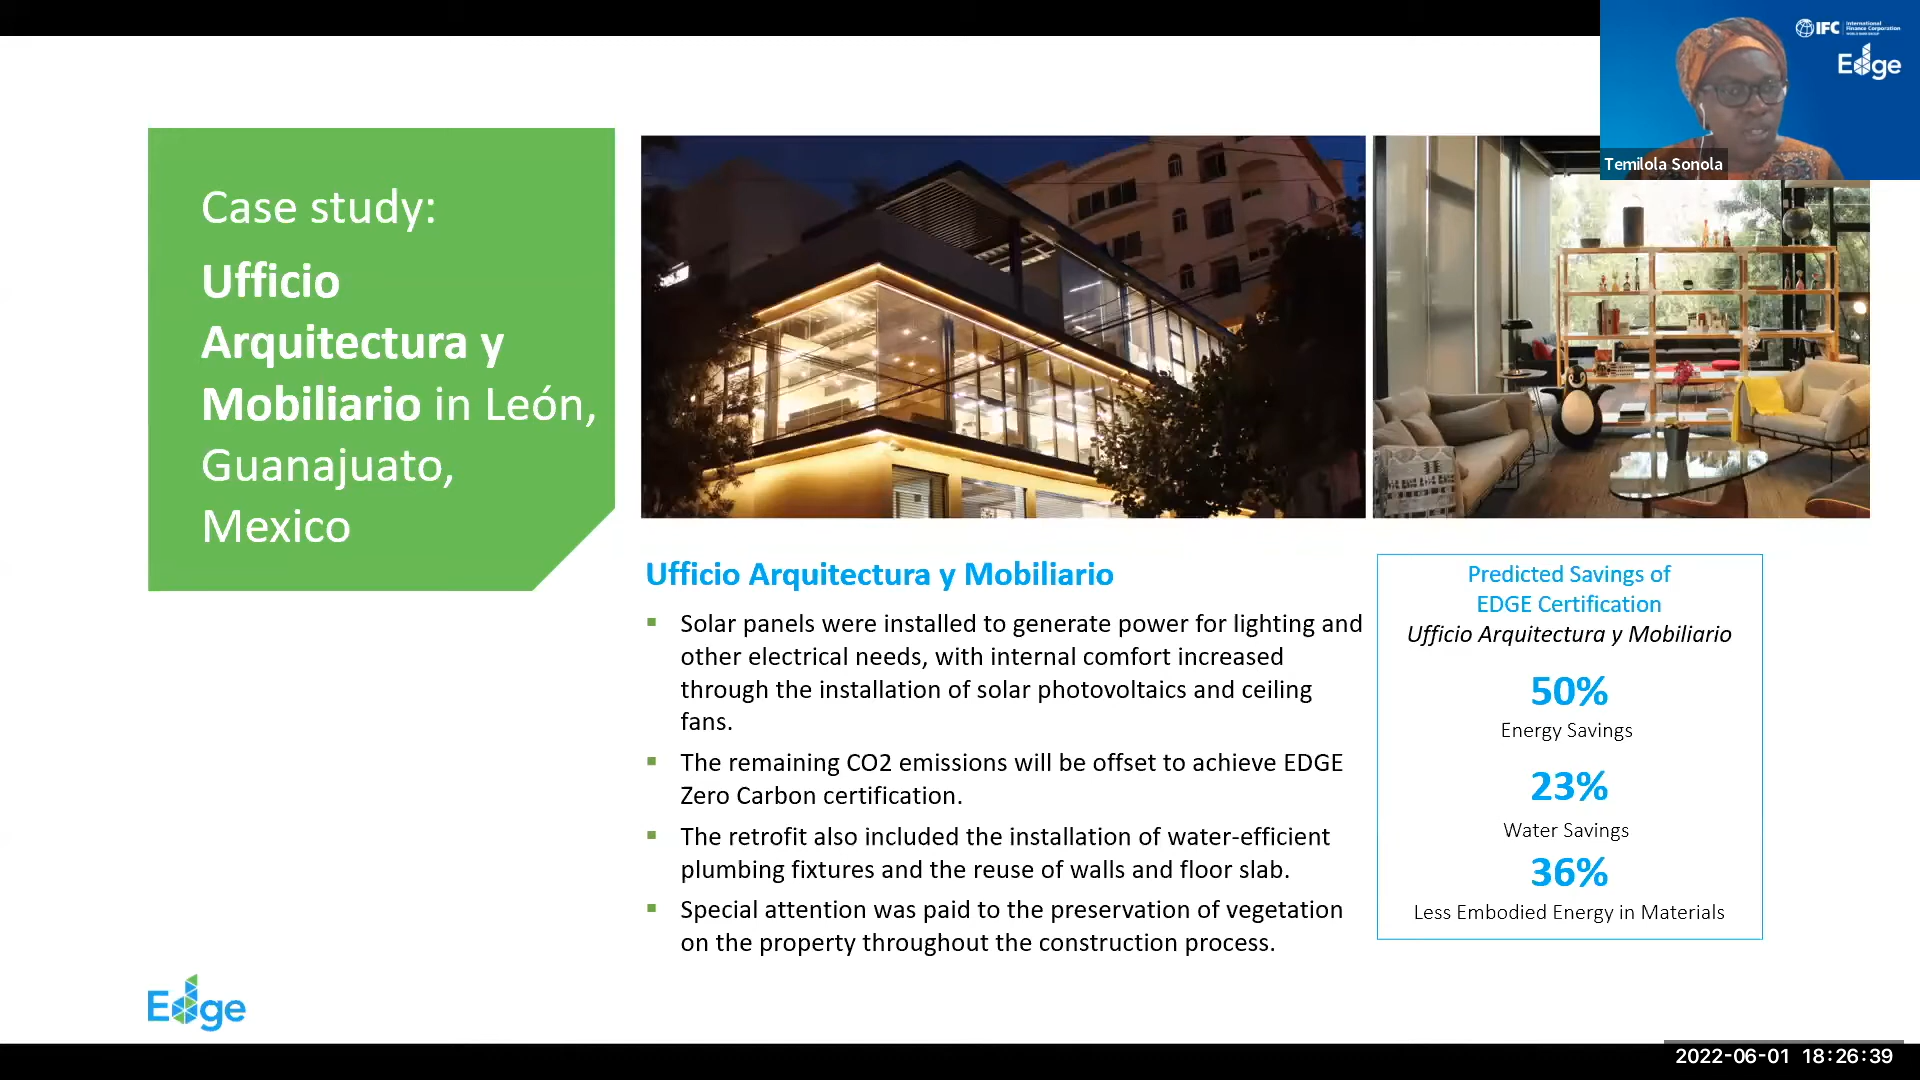 IFC International
Finance Corporation
WORLD BANK GROUP
Edge
Temilola Sonola
Case study:
Ufficio
Arquitectura y
Mobiliario in León,
Guanajuato,
Mexico
Ufficio Arquitectura y Mobiliario
Solar panels were installed to generate power for lighting and
other electrical needs, with internal comfort increased
through the installation of solar photovoltaics and ceiling
fans.
The remaining CO2 emissions will be offset to achieve EDGE
Zero Carbon certification.
The retrofit also included the installation of water-efficient
plumbing fixtures and the reuse of walls and floor slab.
Special attention was paid to the preservation of vegetation
on the property throughout the construction process.
Predicted Savings of
EDGE Certification
Ufficio Arquitectura y Mobiliario
50%
Energy Savings
23%
Water Savings
36%
Less Embodied Energy in Materials
Edge
2022-06-01 18:26:39